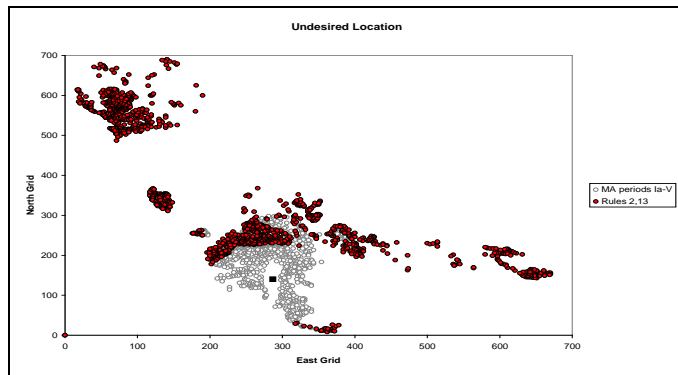 Undesired Location
700
600
500
400
300
200
100
0
North Grid
0 100 200 300 400 500 600 700
East Grid
MA periods Ia-V
Rules 2,13